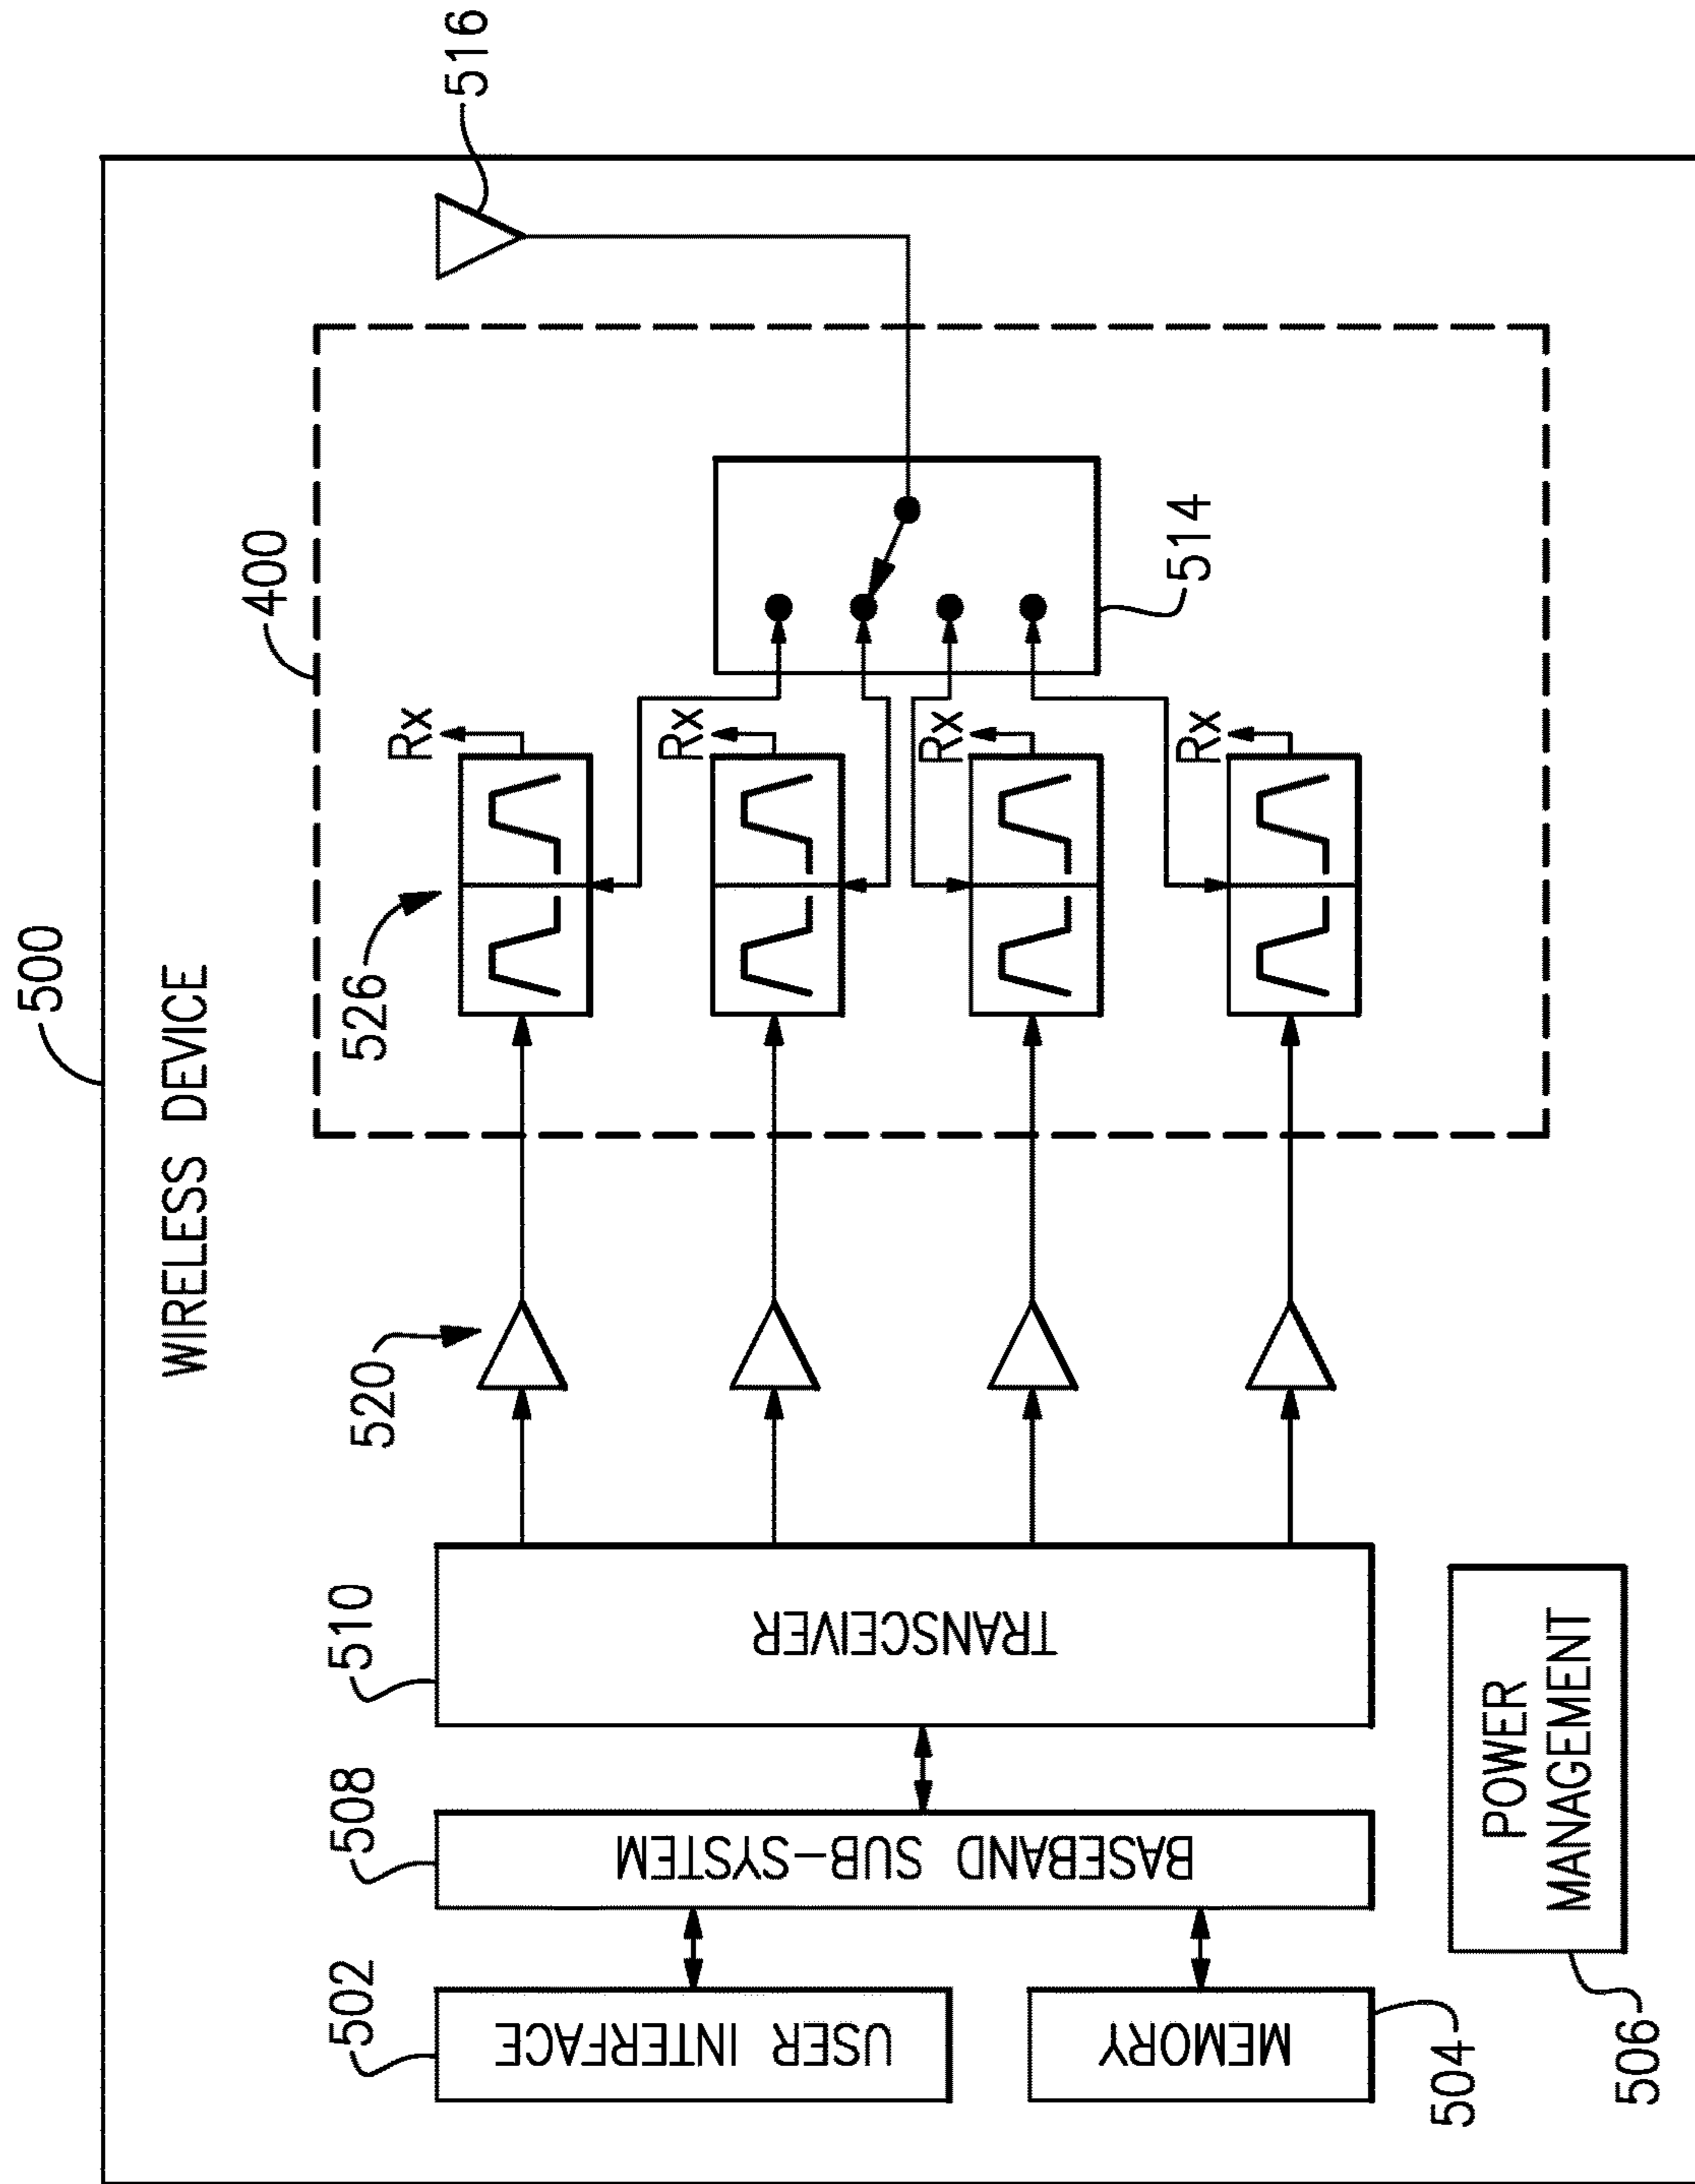 500
WIRELESS DEVICE
400
516
520
526
Rx
Rx
Rx
Rx
514
502
USER INTERFACE
508
BASEBAND SUB-SYSTEM
510
TRANSCEIVER
MEMORY
504
POWER
MANAGEMENT
506